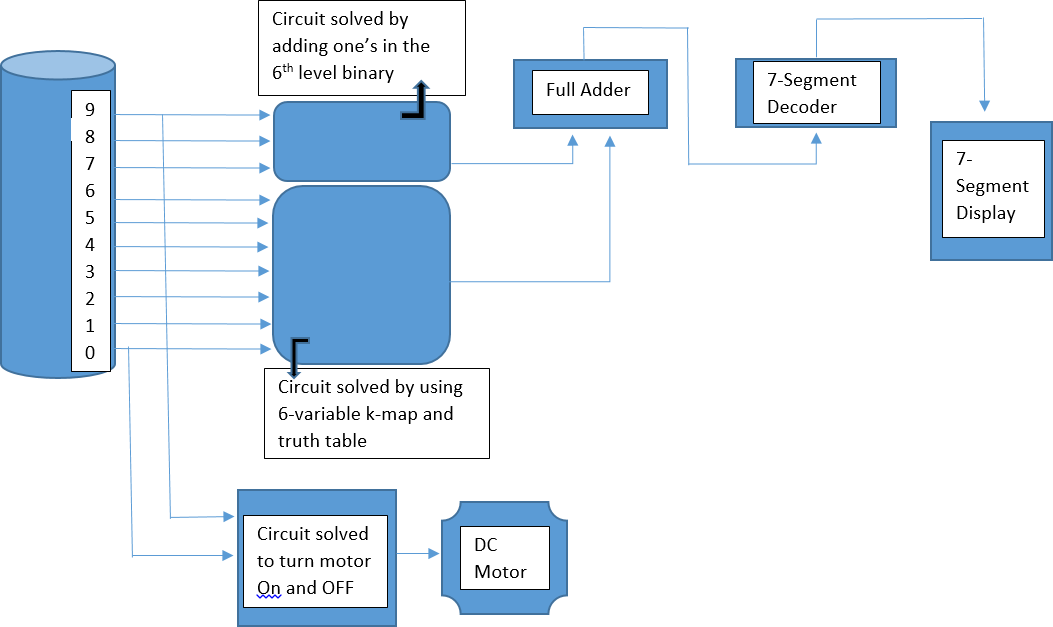 Circuit solved by
adding one's in the
6th level binary
9
8
7
6
5
4
3
2
1
0
Full Adder
7-Segment
Decoder
7-
Segment
Display
Circuit solved by using
6-variable k-map and
truth table
Circuit solved
to turn motor
On and OFF
DC
Motor